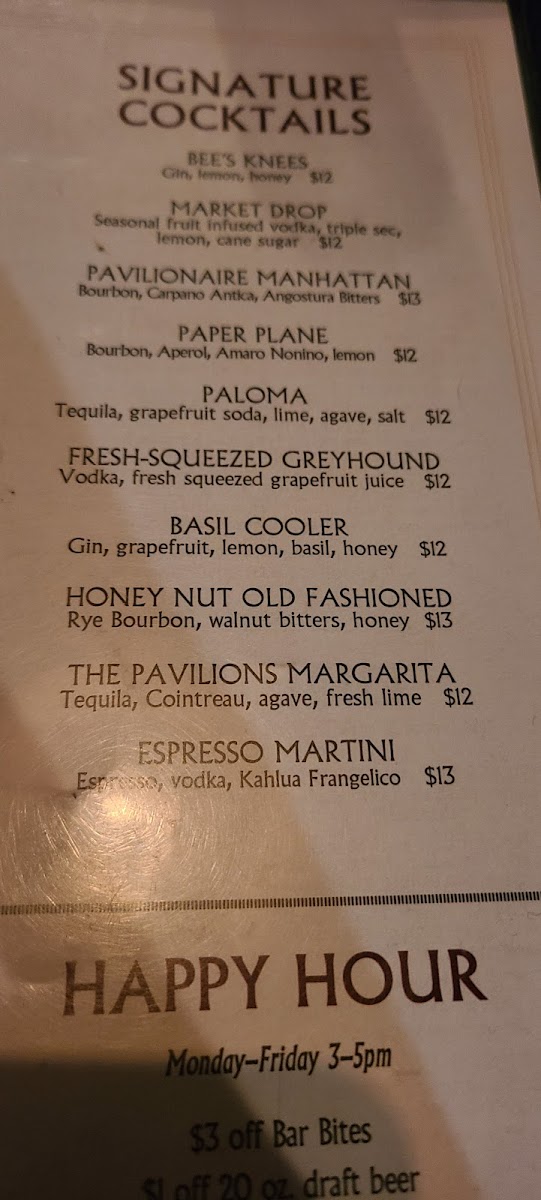 SIGNATURE
COCKTAILS
BEE'S KNEES
Gin, lemon, honey $12
MARKET DROP
Seasonal fruit infused vodka, triple sec,
lemon, cane sugar $12
PAVILIONAIRE MANHATTAN
Bourbon, Carpano Antica, Angostura Bitters $13
PAPER PLANE
Bourbon, Aperol, Amaro Nonino, lemon $12
PALOMA
Tequila, grapefruit soda, lime, agave, salt $12
FRESH-SQUEEZED GREYHOUND
Vodka, fresh squeezed grapefruit juice $12
BASIL COOLER
Gin, grapefruit, lemon, basil, honey $12
HONEY NUT OLD FASHIONED
Rye Bourbon, walnut bitters, honey $13
THE PAVILIONS MARGARITA
Tequila, Cointreau, agave, fresh lime $12
ESPRESSO MARTINI
Espresso, vodka, Kahlua Frangelico $13
HAPPY HOUR
Monday–Friday 3–5pm
$3 off Bar Bites
$1 off 20 oz. draft beer